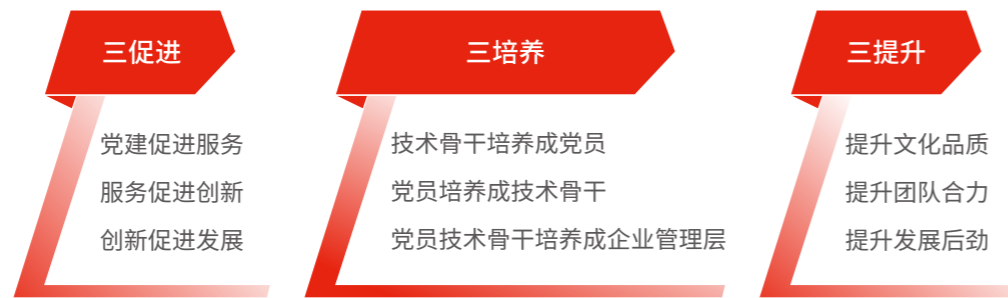 三促进
党建促进服务
服务促进创新
创新促进发展
三培养
技术骨干培养成党员
党员培养成技术骨干
党员技术骨干培养成企业管理层
三提升
提升文化品质
提升团队合力
提升发展后劲